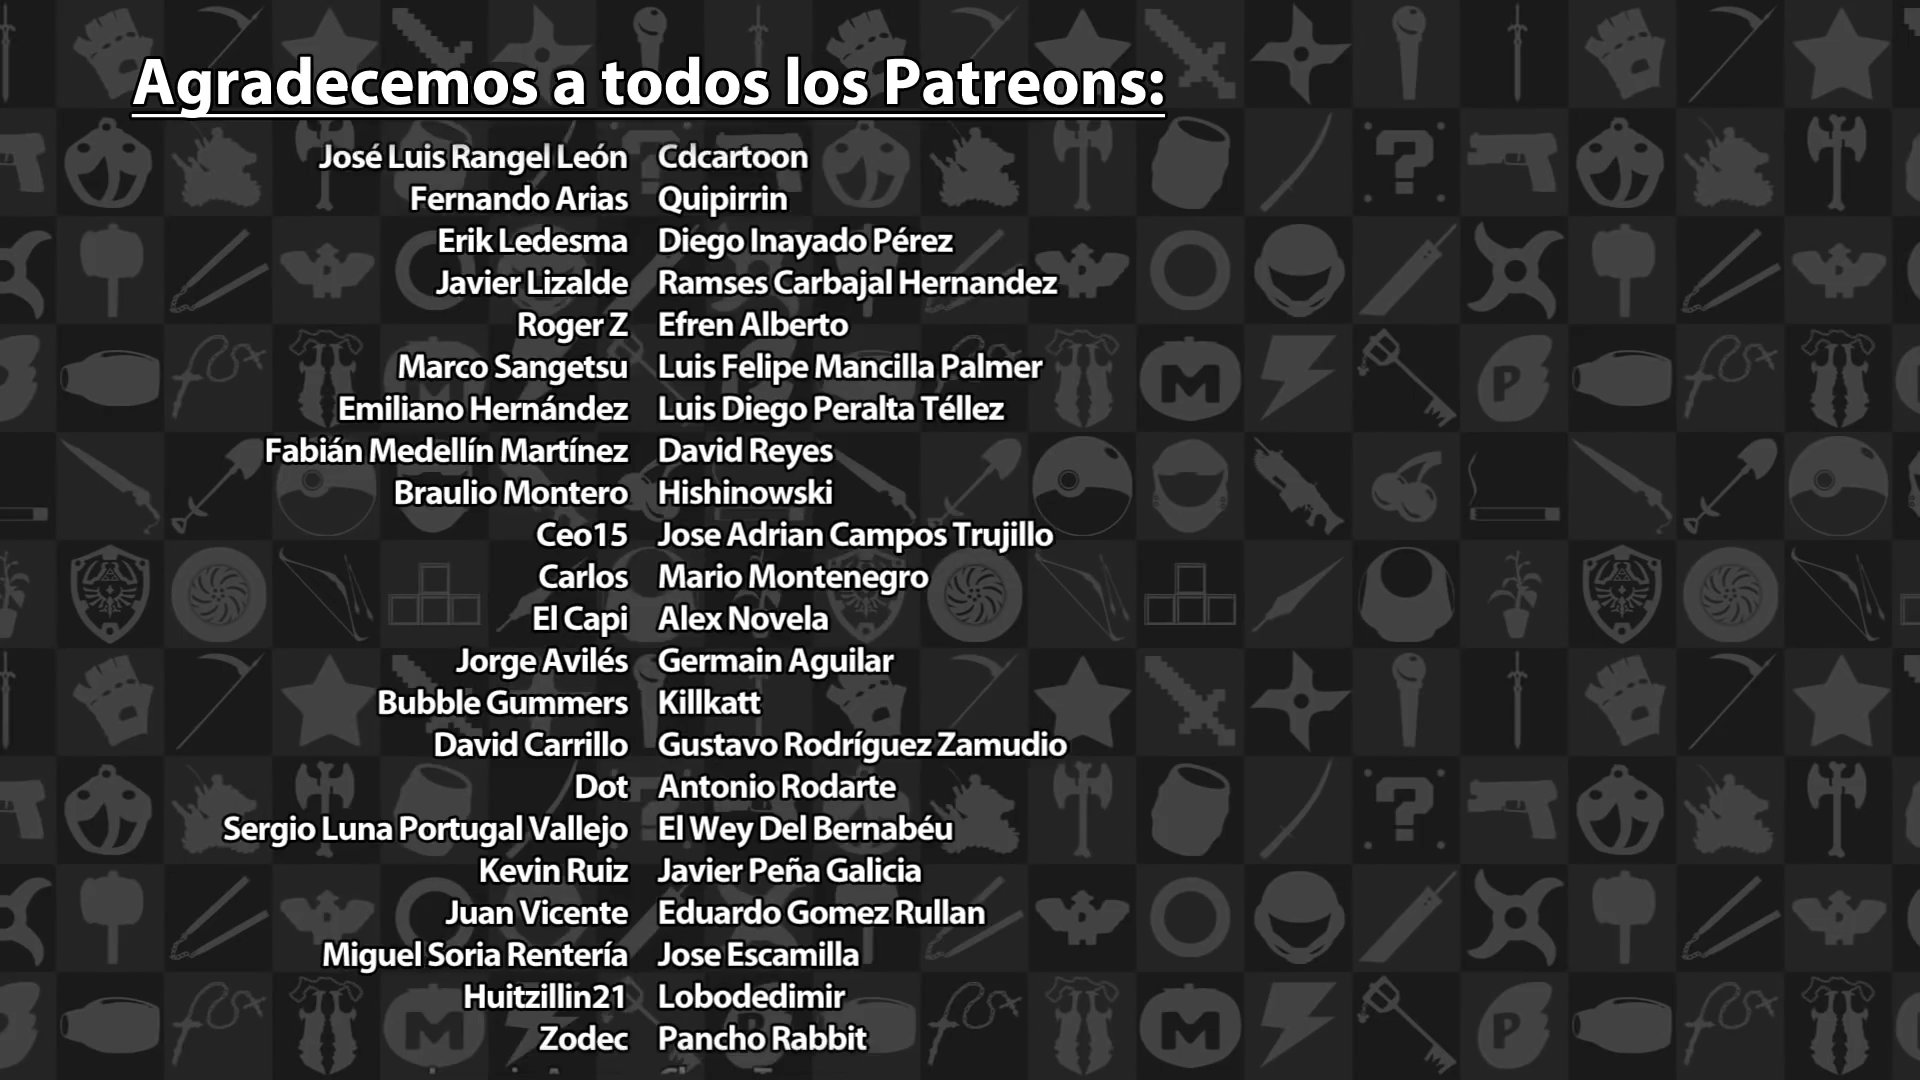 Agradecemos a todos los Patreons:
José Luis Rangel León Cdcartoon
Fernando Arias Quipirrin
Erik Ledesma Diego Inayado Pérez
Javier Lizalde Ramses Carbajal Hernandez
Roger Z Efren Alberto
Marco Sangetsu Luis Felipe Mancilla Palmer
Emiliano Hernández Luis Diego Peralta Téllez
Fabián Medellín Martínez David Reyes
Braulio Montero Hishinowski
Ceo15 Jose Adrian Campos Trujillo
Carlos Mario Montenegro
El Capi Alex Novela
Jorge Avilés Germain Aguilar
Bubble Gummers Killkatt
David Carrillo Gustavo Rodríguez Zamudio
Dot Antonio Rodarte
Sergio Luna Portugal Vallejo El Wey Del Bernabéu
Kevin Ruiz Javier Peña Galicia
Juan Vicente Eduardo Gomez Rullan
Miguel Soria Rentería Jose Escamilla
Huitzillin21 Lobodedimir
Zodec Pancho Rabbit